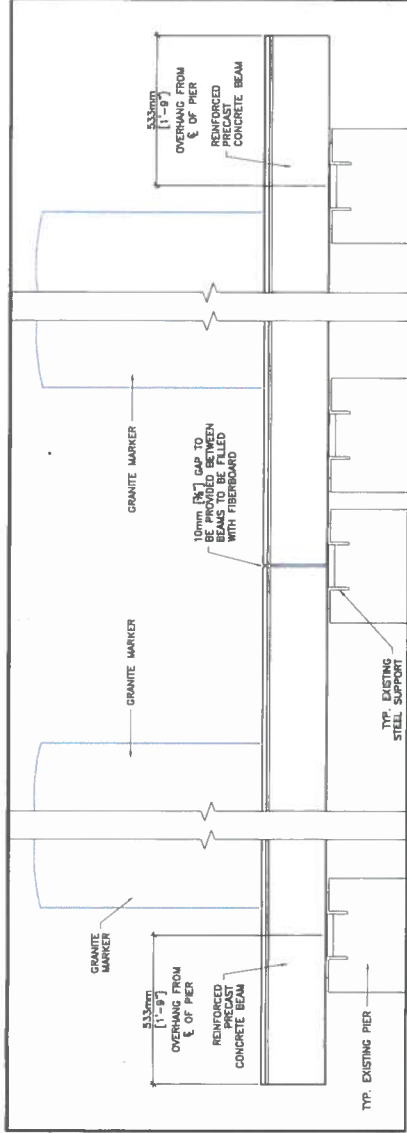 533mm
[1'-9"]
OVERHANG FROM
℄ OF PIER
REINFORCED
PRECAST
CONCRETE BEAM
GRANITE
MARKER
GRANITE MARKER
GRANITE MARKER
10mm [⅜"] GAP TO
BE PROVIDED BETWEEN
BEAMS TO BE FILLED
WITH FIBERBOARD
533mm
[1'-9"]
OVERHANG FROM
℄ OF PIER
REINFORCED
PRECAST
CONCRETE BEAM
TYP. EXISTING PIER
TYP. EXISTING
STEEL SUPPORT